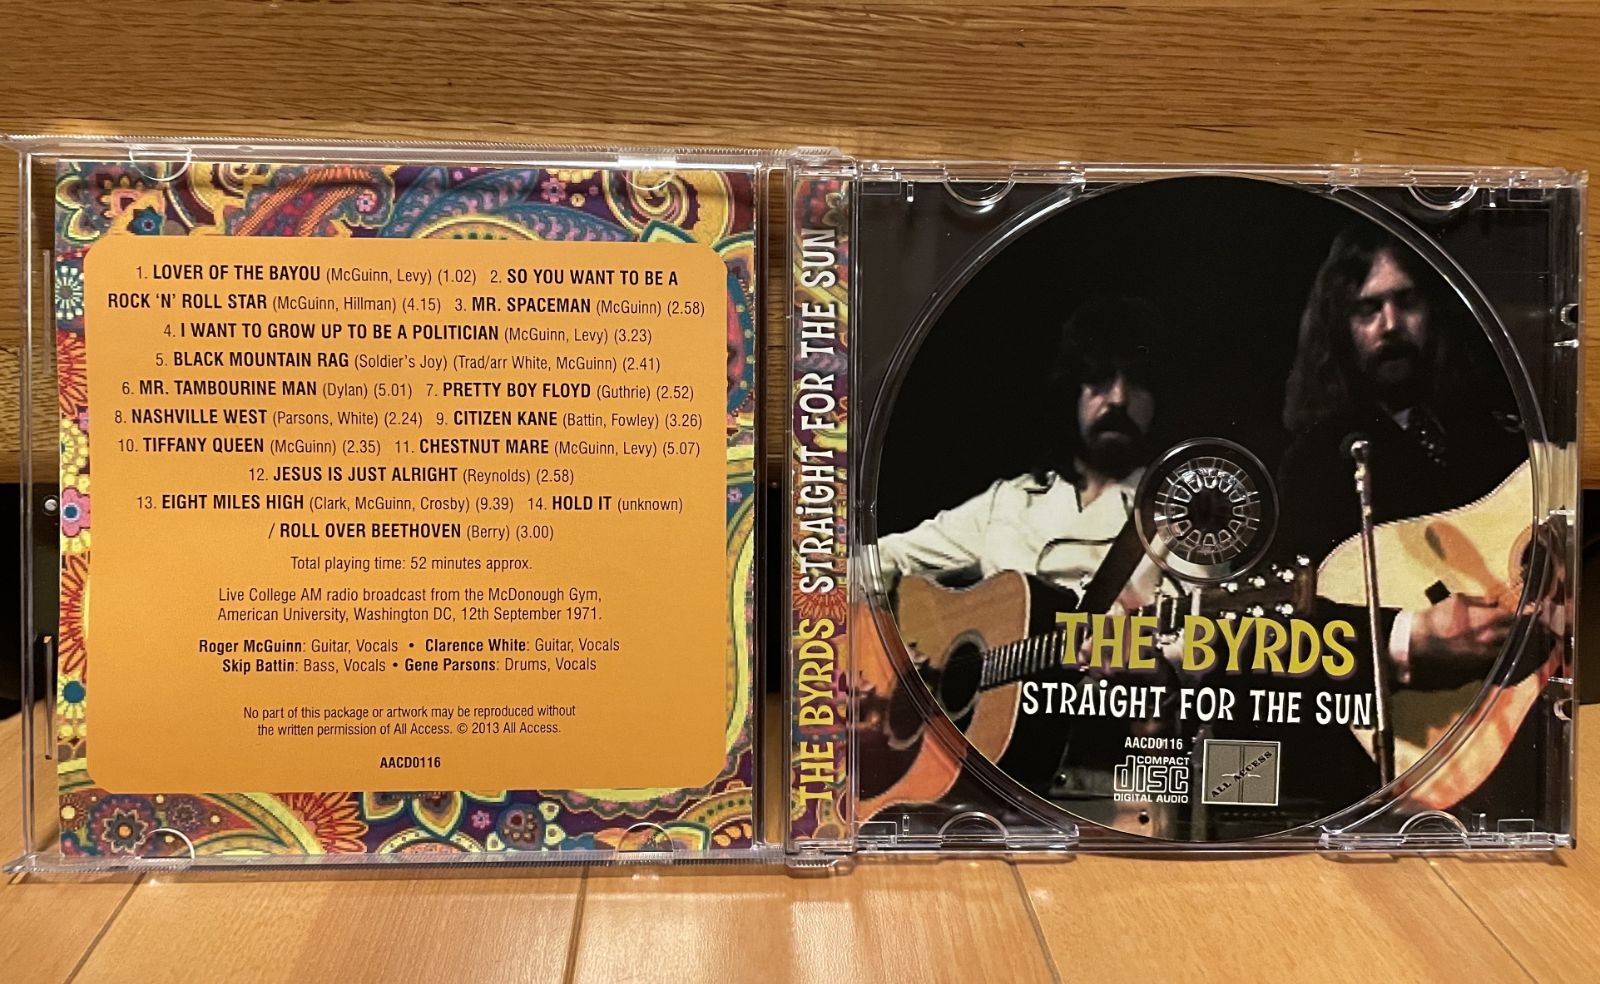 1. LOVER OF THE BAYOU (McGuinn, Levy) (1.02) 2. SO YOU WANT TO BE A
ROCK 'N' ROLL STAR (McGuinn, Hillman) (4.15) 3. MR. SPACEMAN (McGuinn) (2.58)
4. I WANT TO GROW UP TO BE A POLITICIAN (McGuinn, Levy) (3.23)
5. BLACK MOUNTAIN RAG (Soldier's Joy) (Trad/arr White, McGuinn) (2.41)
6. MR. TAMBOURINE MAN (Dylan) (5.01) 7. PRETTY BOY FLOYD (Guthrie) (2.52)
8. NASHVILLE WEST (Parsons, White) (2.24) 9. CITIZEN KANE (Battin, Fowley) (3.26)
10. TIFFANY QUEEN (McGuinn) (2.35) 11. CHESTNUT MARE (McGuinn, Levy) (5.07)
12. JESUS IS JUST ALRIGHT (Reynolds) (2.58)
13. EIGHT MILES HIGH (Clark, McGuinn, Crosby) (9.39) 14. HOLD IT (unknown)
/ ROLL OVER BEETHOVEN (Berry) (3.00)
Total playing time: 52 minutes approx.
Live College AM radio broadcast from the McDonough Gym,
American University, Washington DC, 12th September 1971.
Roger McGuinn: Guitar, Vocals • Clarence White: Guitar, Vocals
Skip Battin: Bass, Vocals • Gene Parsons: Drums, Vocals
No part of this package or artwork may be reproduced without
the written permission of All Access. © 2013 All Access.
AACD0116
THE BYRDS STRAiGHT FOR THE SUN
THE BYRDS
STRAiGHT FOR THE SUN
AACD0116
COMPACT
disc
DIGITAL AUDIO
ALL ACCESS